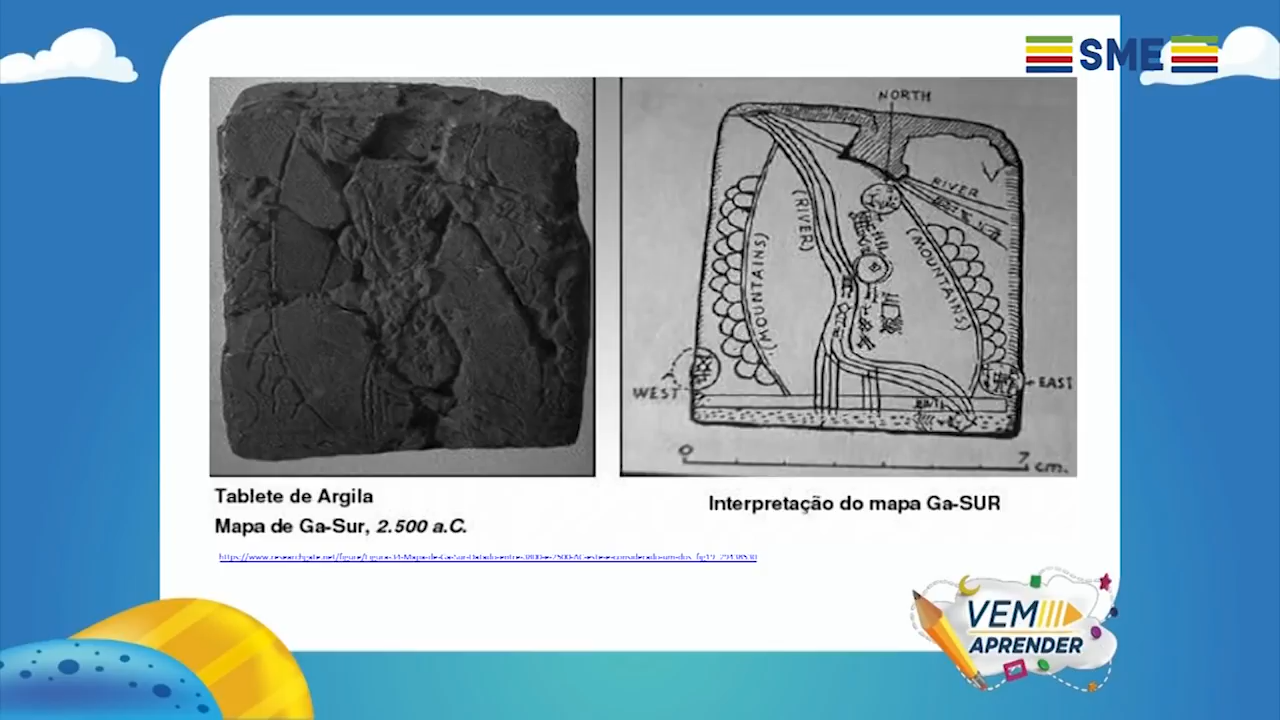 SME
NORTH
RIVER
(RIVER)
(MOUNTAINS)
(MOUNTAINS)
WEST
EAST
0
7 cm.
Tablete de Argila
Mapa de Ga-Sur, 2.500 a.C.
Interpretação do mapa Ga-SUR
VEM
APRENDER